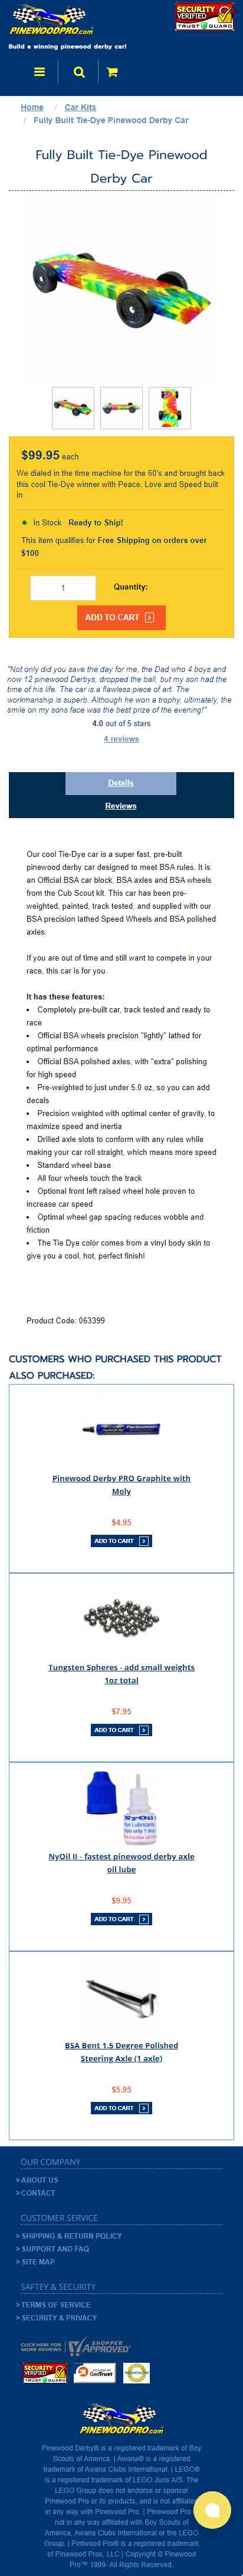 PINEWOODPRO.COM
Build a winning pinewood derby car!
SECURITY
VERIFIED
TRUST GUARD
Home / Car Kits
/ Fully Built Tie-Dye Pinewood Derby Car
Fully Built Tie-Dye Pinewood
Derby Car
$99.95 each
We dialed in the time machine for the 60's and brought back
this cool Tie-Dye winner with Peace, Love and Speed built
in.
In Stock Ready to Ship!
This item qualifies for Free Shipping on orders over
$100
1
Quantity:
ADD TO CART
"Not only did you save the day for me, the Dad who 4 boys and
now 12 pinewood Derbys, dropped the ball, but my son had the
time of his life. The car is a flawless piece of art. The
workmanship is superb. Although he won a trophy, ultimately, the
smile on my sons face was the best prize of the evening!"
4.0 out of 5 stars
4 reviews
Details
Reviews
Our cool Tie-Dye car is a super fast, pre-built
pinewood derby car designed to meet BSA rules. It is
an Official BSA car block, BSA axles and BSA wheels
from the Cub Scout kit. This car has been pre-
weighted, painted, track tested, and supplied with our
BSA precision lathed Speed Wheels and BSA polished
axles.
If you are out of time and still want to compete in your
race, this car is for you.
It has these features:
• Completely pre-built car, track tested and ready to
race
• Official BSA wheels precision "lightly" lathed for
optimal performance
• Official BSA polished axles, with "extra" polishing
for high speed
• Pre-weighted to just under 5.0 oz, so you can add
decals
• Precision weighted with optimal center of gravity, to
maximize speed and inertia
• Drilled axle slots to conform with any rules while
making your car roll straight, which means more speed
• Standard wheel base
• All four wheels touch the track
• Optional front left raised wheel hole proven to
increase car speed
• Optimal wheel gap spacing reduces wobble and
friction
• The Tie Dye color comes from a vinyl body skin to
give you a cool, hot, perfect finish!
Product Code: 063399
CUSTOMERS WHO PURCHASED THIS PRODUCT
ALSO PURCHASED:
Pinewood Derby PRO Graphite with
Moly
$4.95
ADD TO CART
Tungsten Spheres - add small weights
1oz total
$7.95
ADD TO CART
NyOil
NyOil II - fastest pinewood derby axle
oil lube
$9.95
ADD TO CART
BSA Bent 1.5 Degree Polished
Steering Axle (1 axle)
$5.95
ADD TO CART
OUR COMPANY
> ABOUT US
> CONTACT
CUSTOMER SERVICE
> SHIPPING & RETURN POLICY
> SUPPORT AND FAQ
> SITE MAP
SAFTEY & SECURITY
> TERMS OF SERVICE
> SECURITY & PRIVACY
CLICK HERE FOR
MORE REVIEWS
SHOPPER
APPROVED
SECURITY
VERIFIED
TRUST GUARD
GeoTrust
PINEWOODPRO.COM
Pinewood Derby® is a registered trademark of Boy
Scouts of America. | Awana® is a registered
trademark of Awana Clubs International. | LEGO®
is a registered trademark of LEGO Juris A/S. The
LEGO Group does not endorse or sponsor
Pinewood Pro or its products, and is not affiliated
in any way with Pinewood Pro. | Pinewood Pro
not in any way affiliated with Boy Scouts of
America, Awana Clubs International or the LEGO
Group. | Pinewood Pro® is a registered trademark
of Pinewood Pros, LLC | Copyright © Pinewood
Pro™ 1999- All Rights Reserved.